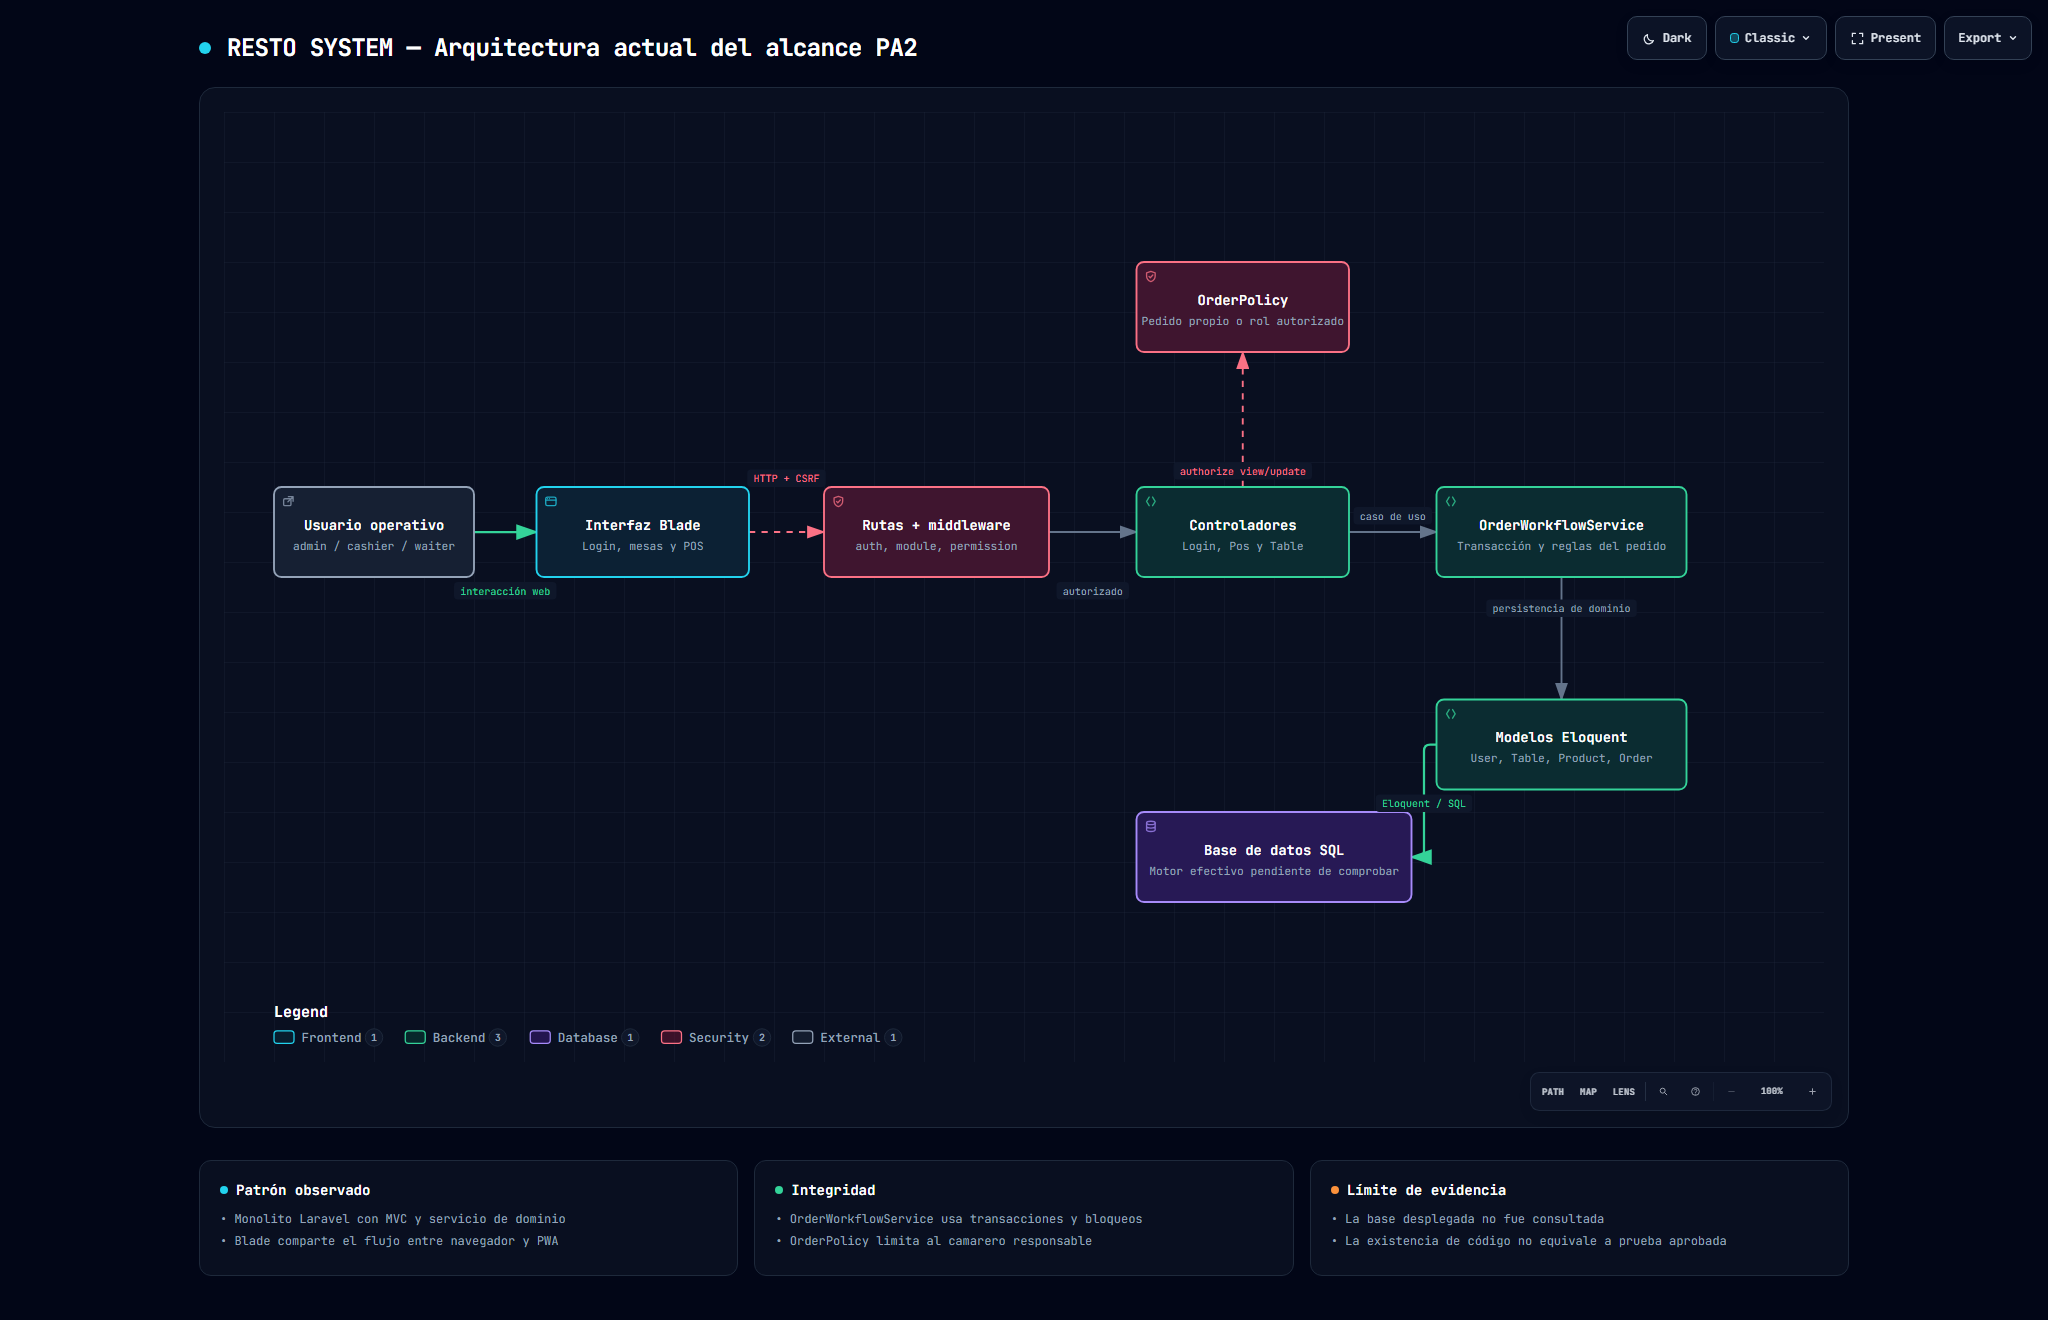 RESTO SYSTEM — Arquitectura actual del alcance PA2
Dark
Classic
Present
Export
OrderPolicy
Pedido propio o rol autorizado
authorize view/update
HTTP + CSRF
Usuario operativo
admin / cashier / waiter
interacción web
Interfaz Blade
Login, mesas y POS
Rutas + middleware
auth, module, permission
autorizado
Controladores
Login, Pos y Table
caso de uso
OrderWorkflowService
Transacción y reglas del pedido
persistencia de dominio
Modelos Eloquent
User, Table, Product, Order
Eloquent / SQL
Base de datos SQL
Motor efectivo pendiente de comprobar
Legend
Frontend 1
Backend 3
Database 1
Security 2
External 1
PATH MAP LENS − 100% +
Patrón observado
• Monolito Laravel con MVC y servicio de dominio
• Blade comparte el flujo entre navegador y PWA
Integridad
• OrderWorkflowService usa transacciones y bloqueos
• OrderPolicy limita al camarero responsable
Límite de evidencia
• La base desplegada no fue consultada
• La existencia de código no equivale a prueba aprobada